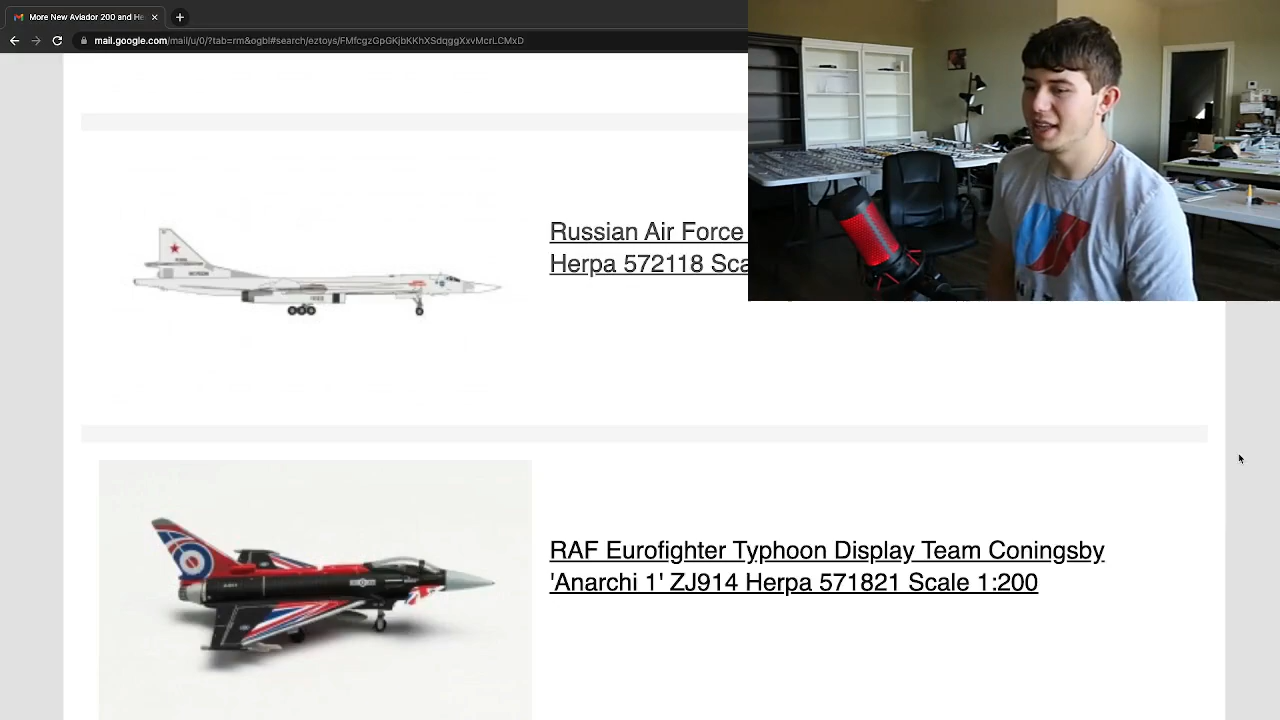 More New Aviador 200 and He
mail.google.com/mail/u/0/?tab=rm&ogbl#search/eztoys/FMfcgzGpGKjbKKhXSdqggXxvMcrLCMxD
Russian Air Force
Herpa 572118 Sca
RAF Eurofighter Typhoon Display Team Coningsby
'Anarchi 1' ZJ914 Herpa 571821 Scale 1:200